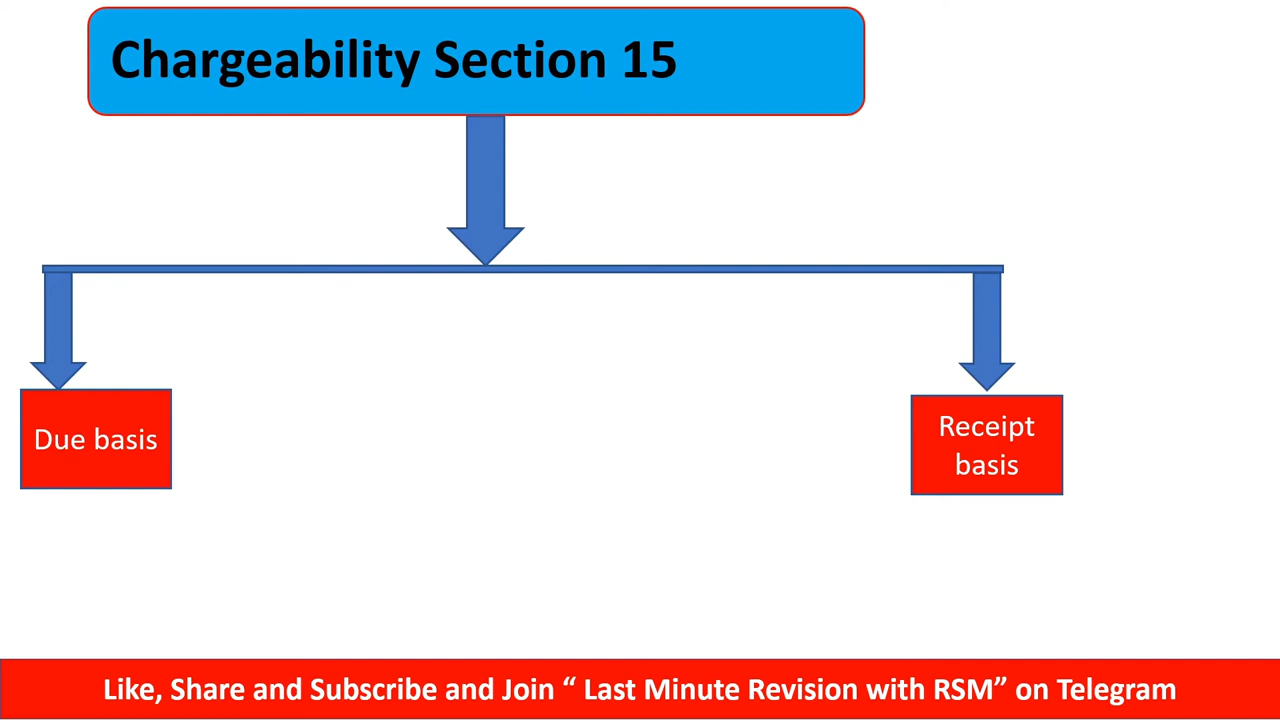 Chargeability Section 15
Due basis
Receipt
basis
Like, Share and Subscribe and Join “ Last Minute Revision with RSM” on Telegram